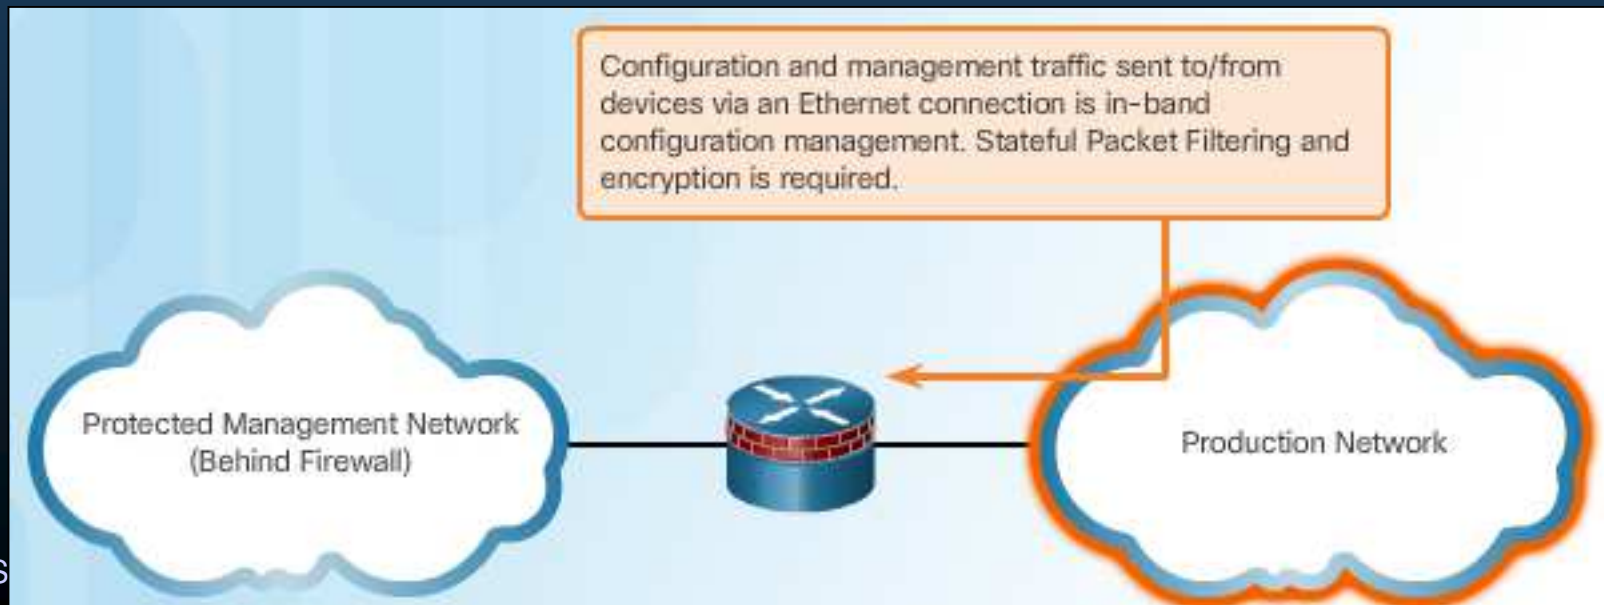 Configuration and management traffic sent to/from
devices via an Ethernet connection is in-band
configuration management. Stateful Packet Filtering and
encryption is required.
Protected Management Network
(Behind Firewall)
Production Network
s